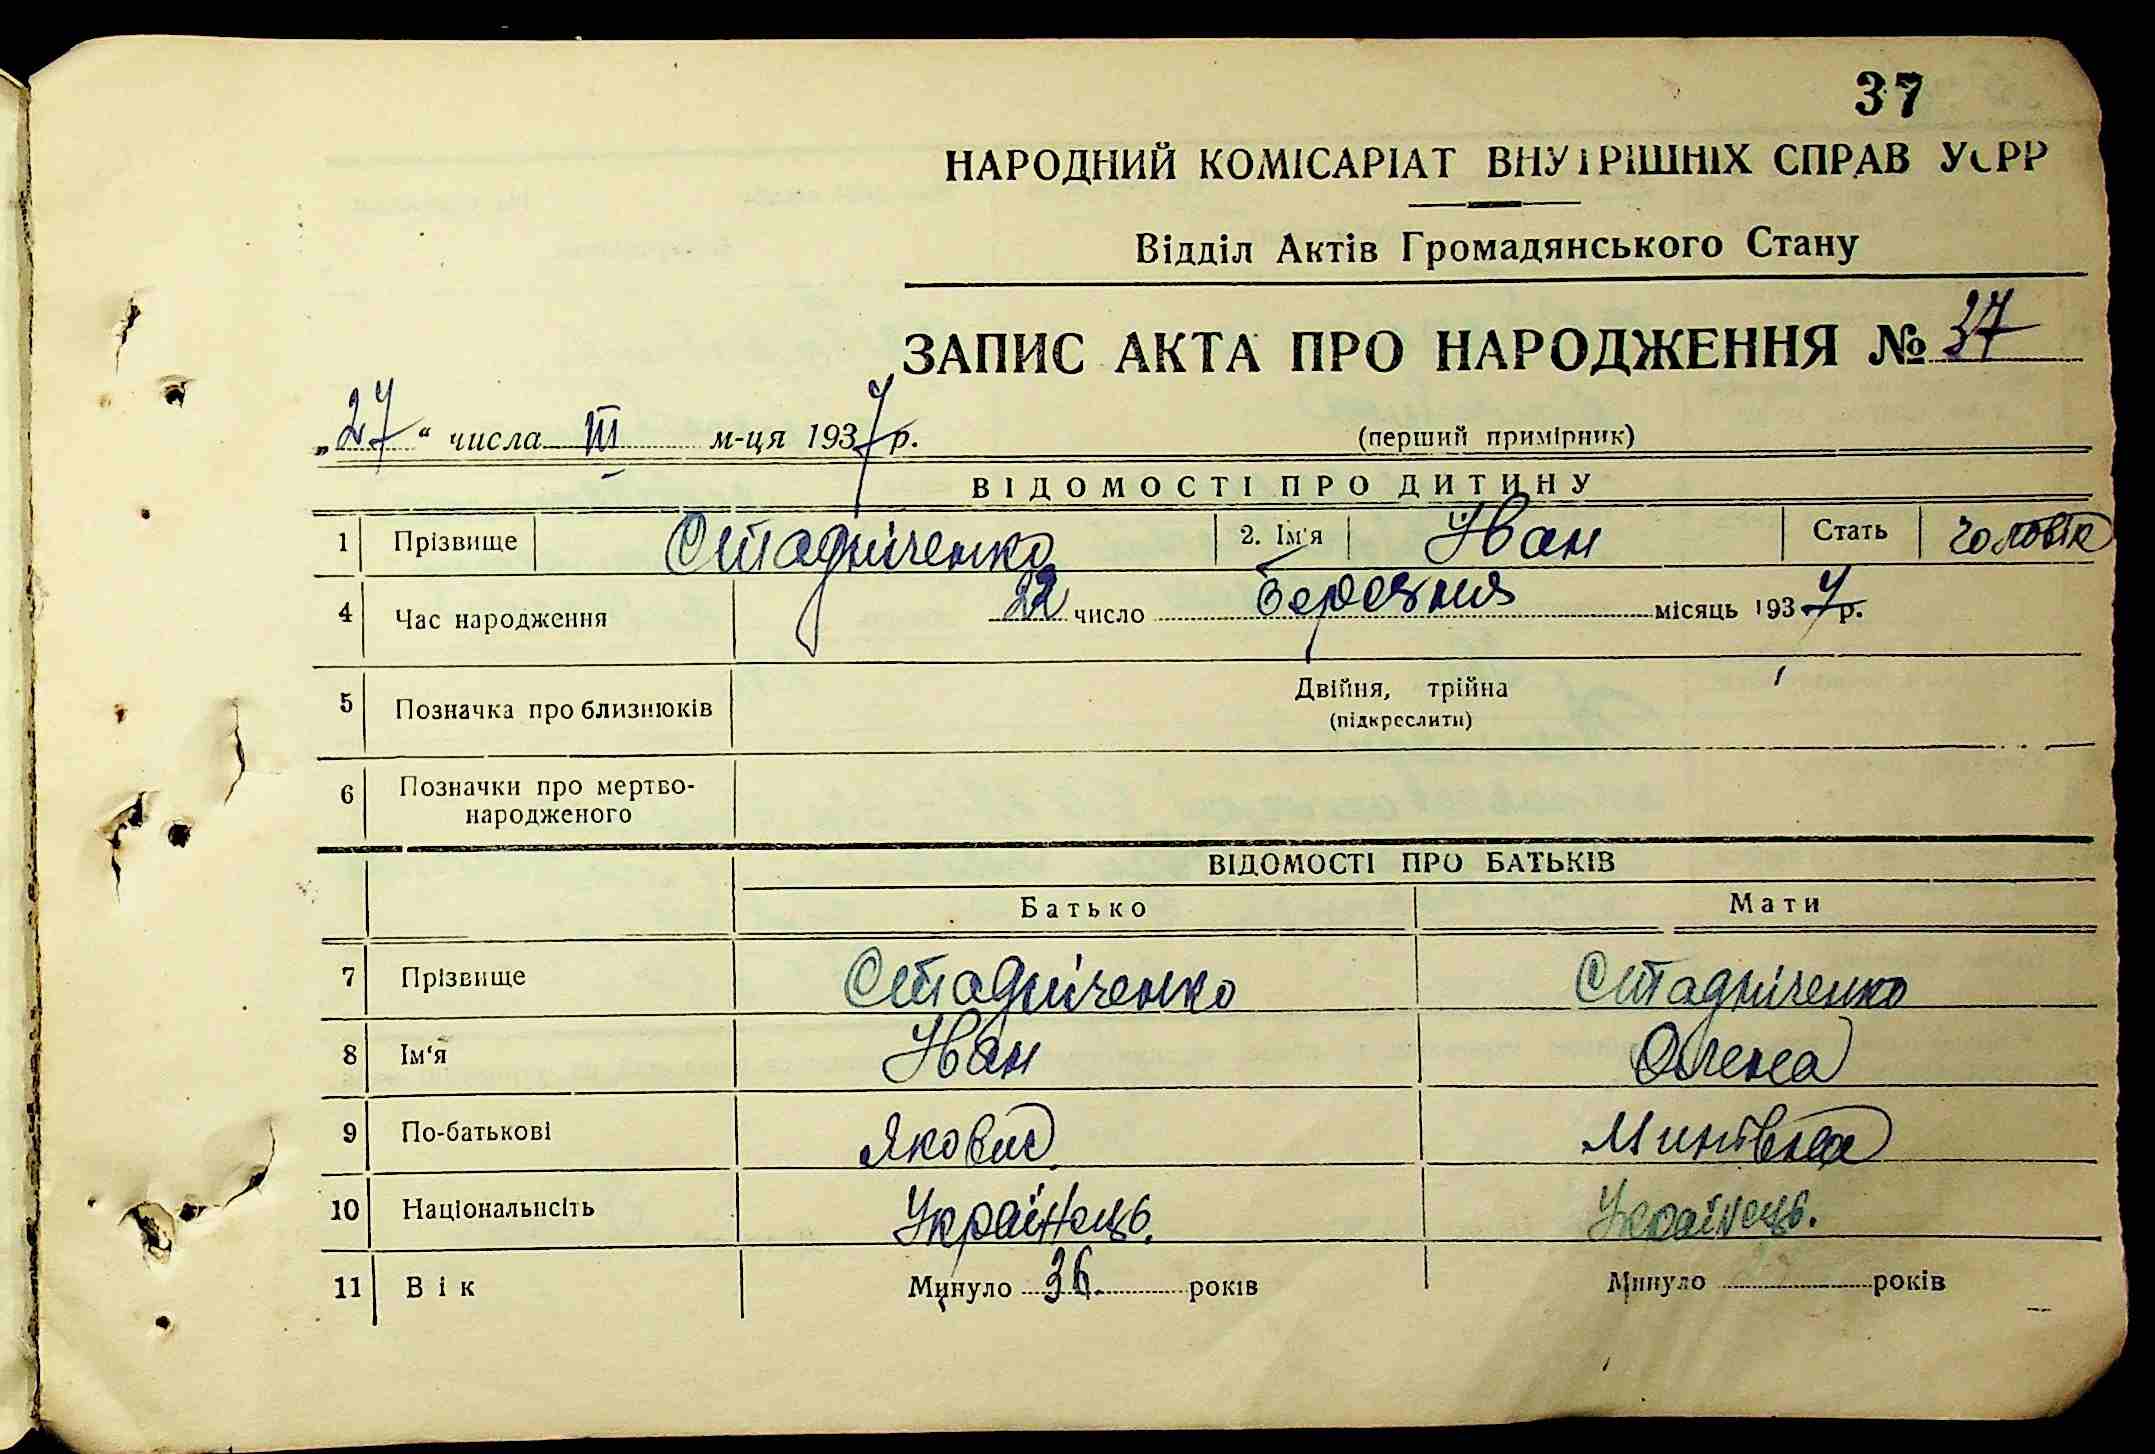 37
НАРОДНИЙ КОМІСАРІАТ ВНУТРІШНІХ СПРАВ УСРР
Відділ Актів Громадянського Стану
ЗАПИС АКТА ПРО НАРОДЖЕННЯ № 37
„27“ числа III м-ця 1937 р.
(перший примірник)
ВІДОМОСТІ ПРО ДИТИНУ
1 Прізвище Стадніченко 2. Ім'я Іван Стать чоловік
4 Час народження 22 число березня місяць 1937 р.
5 Позначка про близнюків Двійня, трійна
(підкреслити)
6 Позначки про мертво-
народженого
ВІДОМОСТІ ПРО БАТЬКІВ
Батько Мати
7 Прізвище Стадніченко Стадніченко
8 Ім‘я Іван Олена
9 По-батькові Якович
10 Національність Українець. Українець.
11 Вік Минуло 36. років Минуло років